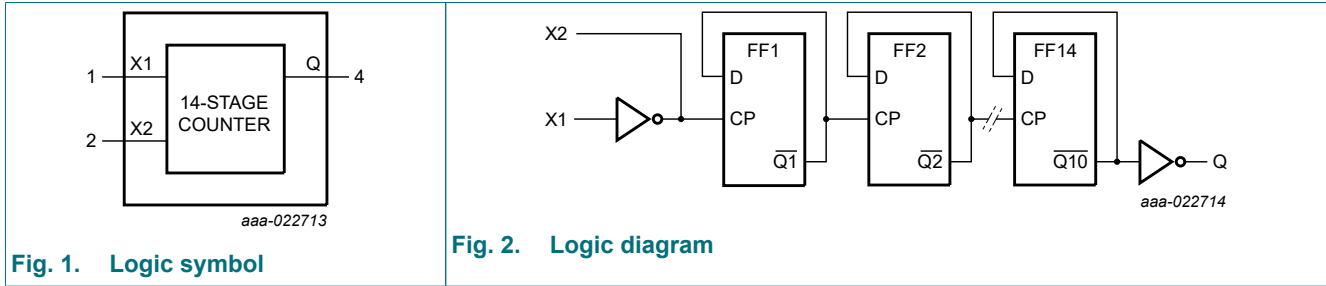 X1
Q
1
4
14-STAGE
COUNTER
X2
2
aaa-022713
Fig. 1. Logic symbol
X2
X1
FF1
D
CP
Q1
FF2
D
CP
Q2
FF14
D
CP
Q10
Q
aaa-022714
Fig. 2. Logic diagram